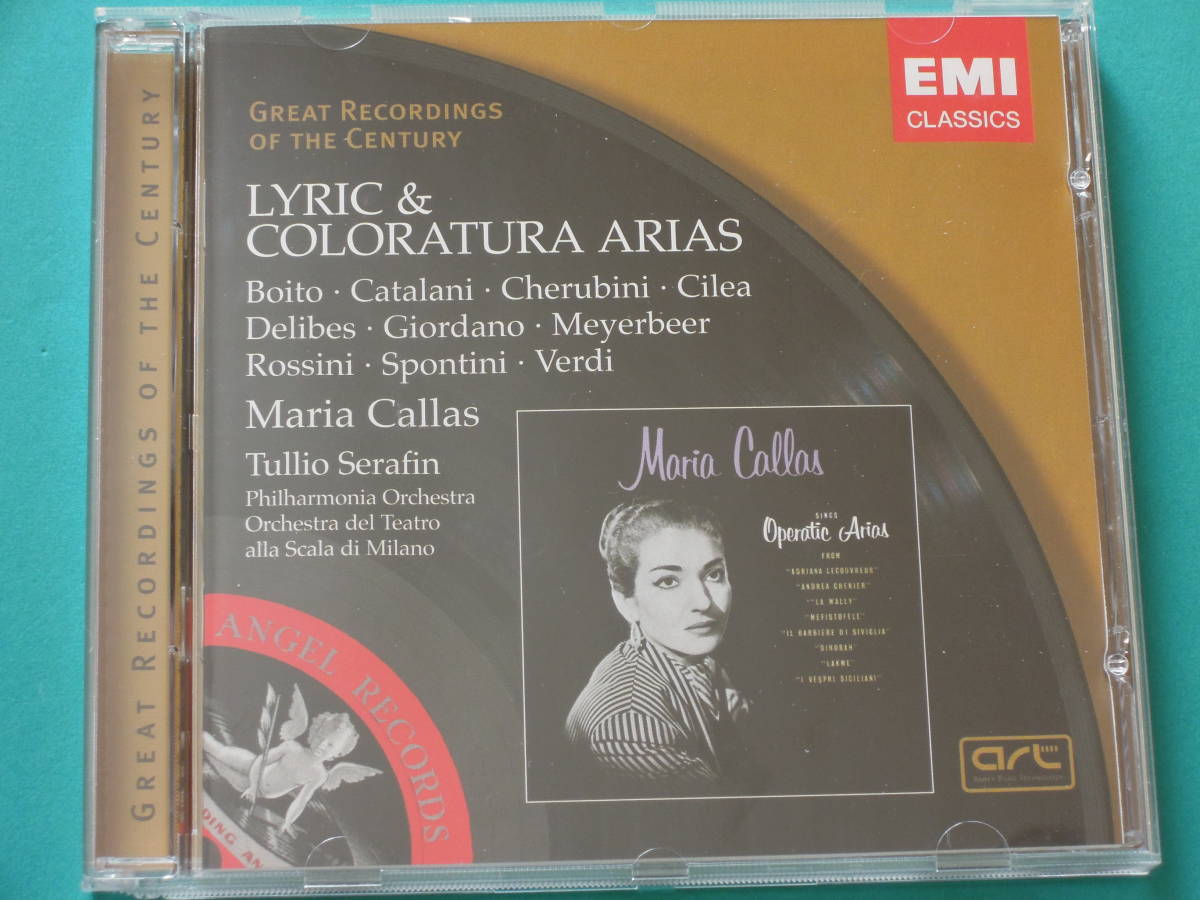 GREAT RECORDINGS OF THE CENTURY
GREAT RECORDINGS
OF THE CENTURY
EMI
CLASSICS
LYRIC &
COLORATURA ARIAS
Boito · Catalani · Cherubini · Cilea
Delibes · Giordano · Meyerbeer
Rossini · Spontini · Verdi
Maria Callas
Tullio Serafin
Philharmonia Orchestra
Orchestra del Teatro
alla Scala di Milano
Maria Callas
SINGS
Operatic Arias
FROM
"ADRIANA LECOUVREUR"
"ANDREA CHENIER"
"LA WALLY"
"MEFISTOFELE"
"IL BARBIERE DI SIVIGLIA"
"DINORAH"
"LAKME"
"I VESPRI SICILIANI"
ANGEL RECORDS
art
ABBEY ROAD TECHNOLOGY